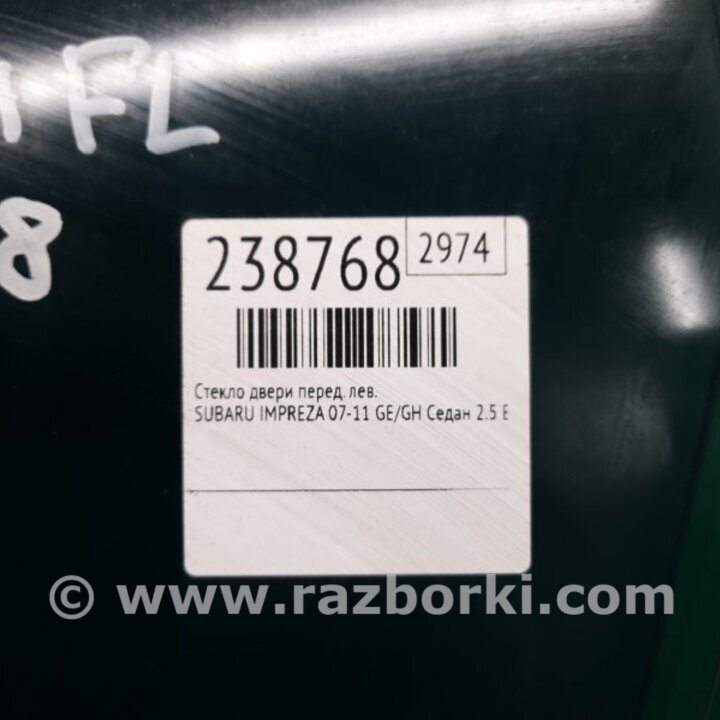 FL
8
238768
2974
Стекло двери перед. лев.
SUBARU IMPREZA 07-11 GE/GH Седан 2.5 Б
© www.razborki.com